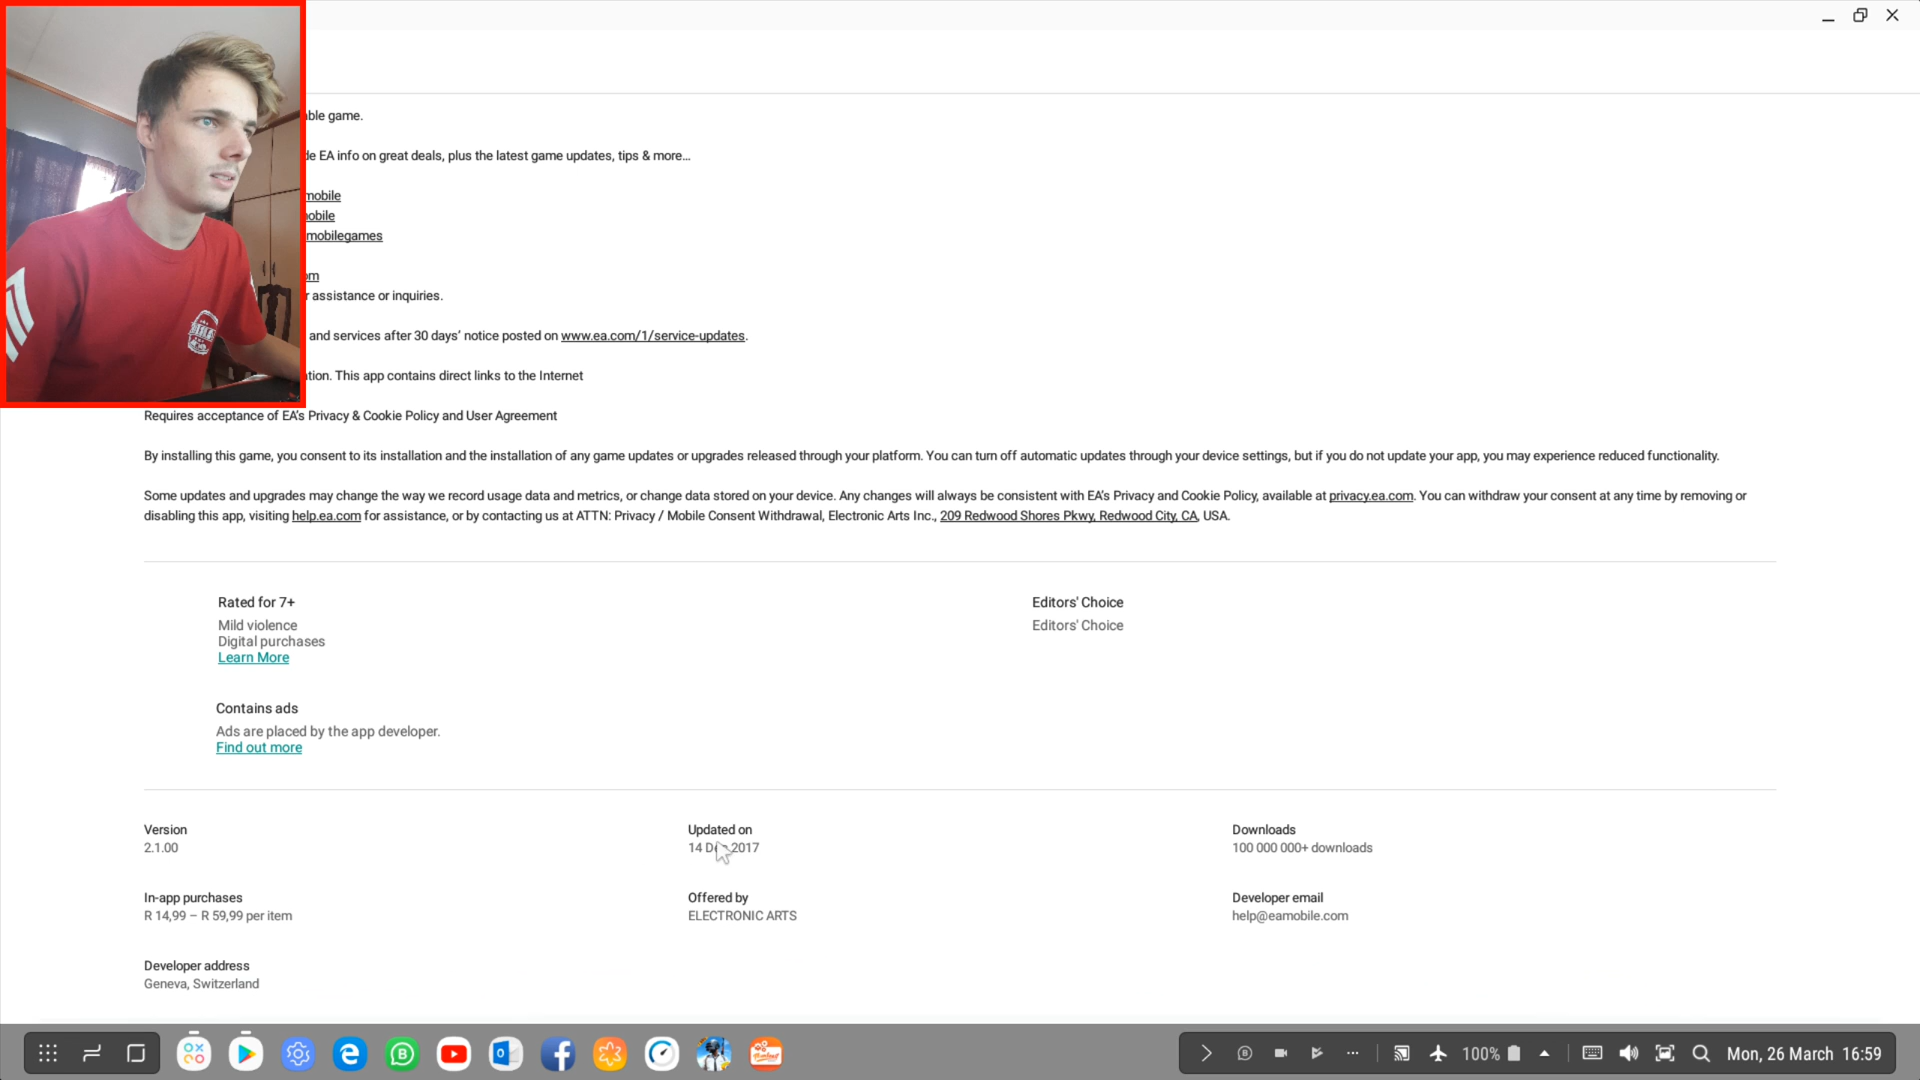 ble game.
de EA info on great deals, plus the latest game updates, tips & more...
mobile
obile
mobilegames
om
r assistance or inquiries.
and services after 30 days' notice posted on www.ea.com/1/service-updates.
tion. This app contains direct links to the Internet
Requires acceptance of EA's Privacy & Cookie Policy and User Agreement
By installing this game, you consent to its installation and the installation of any game updates or upgrades released through your platform. You can turn off automatic updates through your device settings, but if you do not update your app, you may experience reduced functionality.
Some updates and upgrades may change the way we record usage data and metrics, or change data stored on your device. Any changes will always be consistent with EA's Privacy and Cookie Policy, available at privacy.ea.com. You can withdraw your consent at any time by removing or
disabling this app, visiting help.ea.com for assistance, or by contacting us at ATTN: Privacy / Mobile Consent Withdrawal, Electronic Arts Inc., 209 Redwood Shores Pkwy, Redwood City, CA, USA.
Rated for 7+
Mild violence
Digital purchases
Learn More
Editors' Choice
Editors' Choice
Contains ads
Ads are placed by the app developer.
Find out more
Version
2.1.00
Updated on
14 Dec 2017
Downloads
100 000 000+ downloads
In-app purchases
R 14,99 – R 59,99 per item
Offered by
ELECTRONIC ARTS
Developer email
help@eamobile.com
Developer address
Geneva, Switzerland
100%
Mon, 26 March 16:59